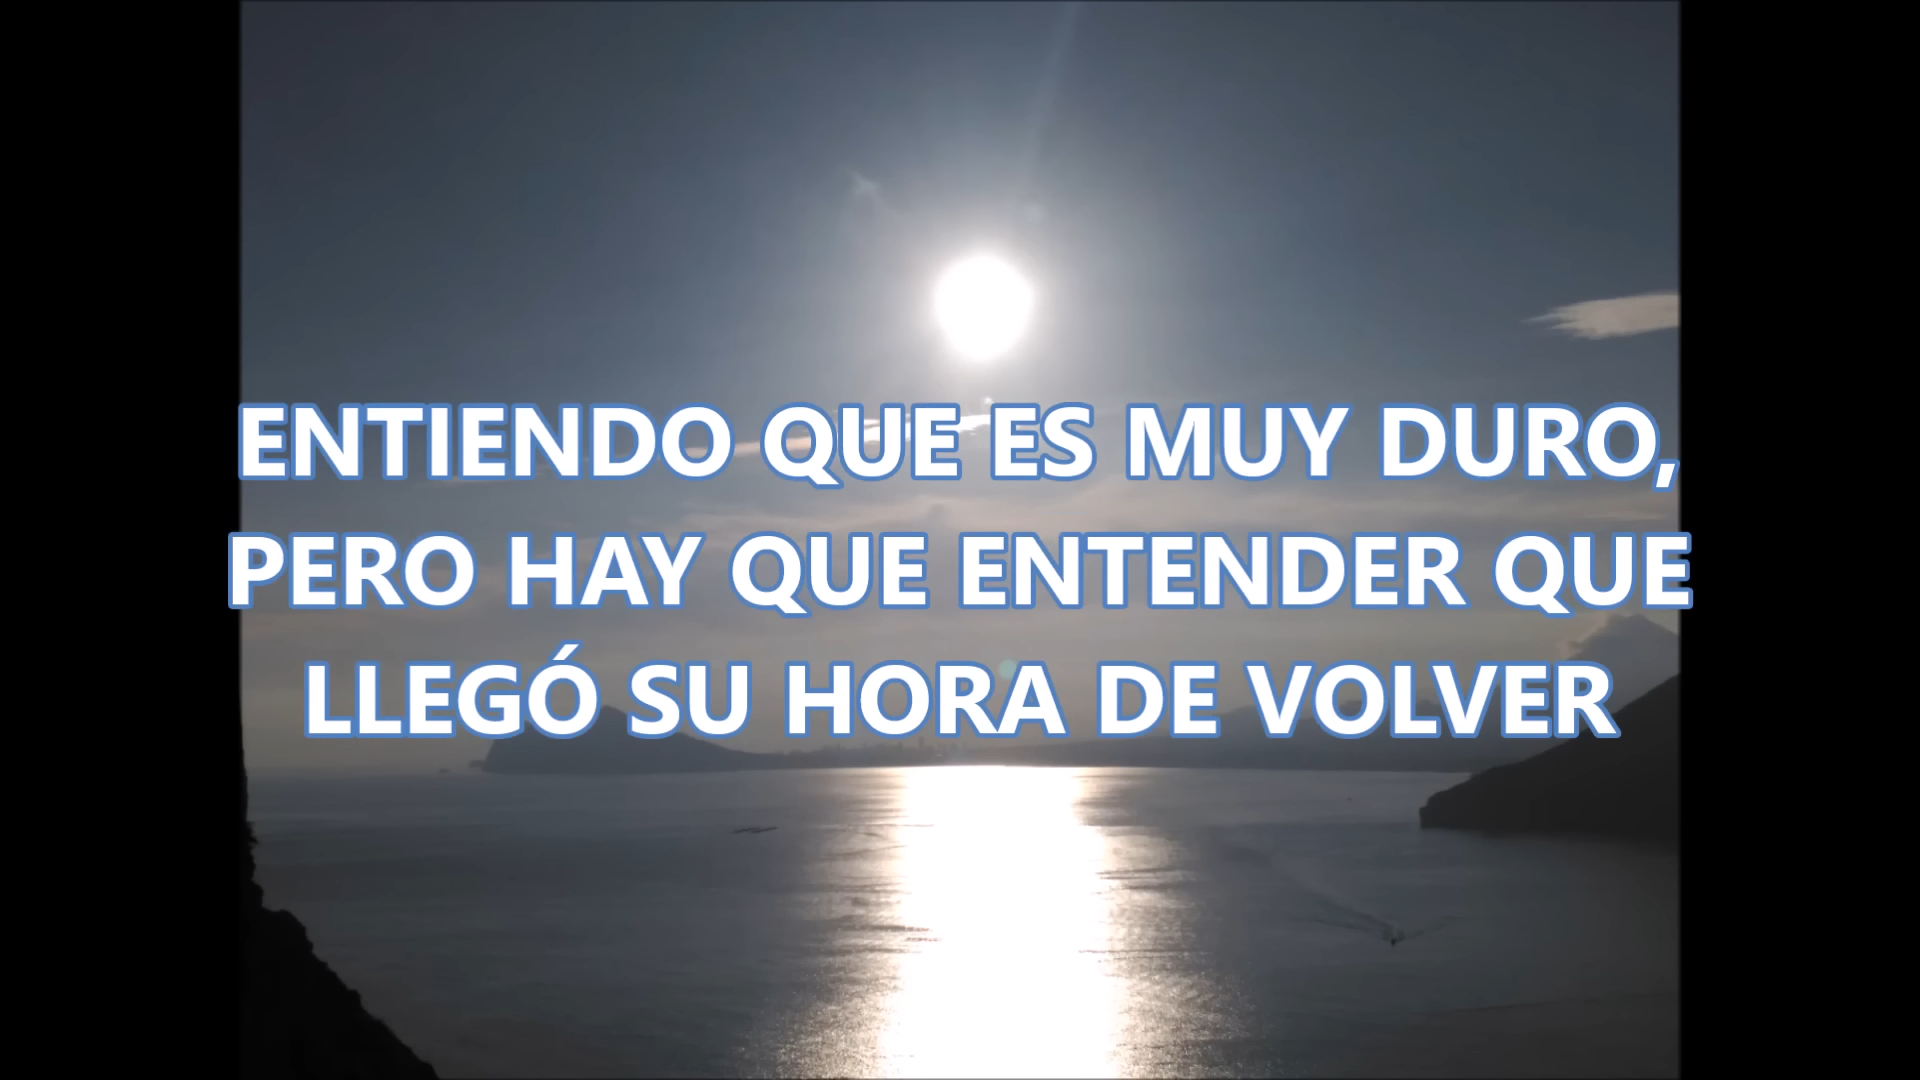 ENTIENDO QUE ES MUY DURO,
PERO HAY QUE ENTENDER QUE
LLEGÓ SU HORA DE VOLVER